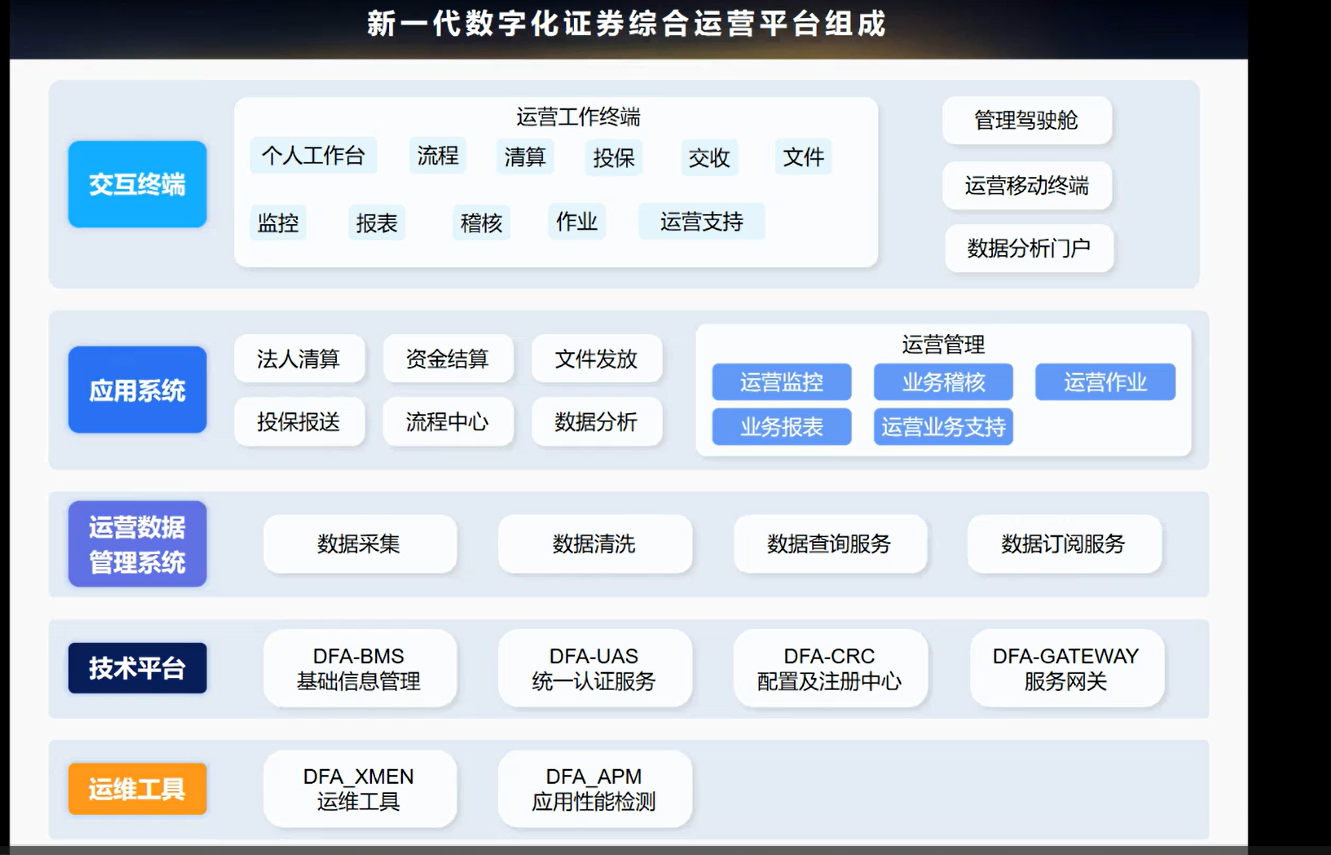 新一代数字化证券综合运营平台组成
交互终端
运营工作终端
个人工作台 流程 清算 投保 交收 文件
监控 报表 稽核 作业 运营支持
管理驾驶舱
运营移动终端
数据分析门户
应用系统
法人清算 资金结算 文件发放
投保报送 流程中心 数据分析
运营管理
运营监控 业务稽核 运营作业
业务报表 运营业务支持
运营数据
管理系统
数据采集 数据清洗 数据查询服务 数据订阅服务
技术平台
DFA-BMS
基础信息管理
DFA-UAS
统一认证服务
DFA-CRC
配置及注册中心
DFA-GATEWAY
服务网关
运维工具
DFA_XMEN
运维工具
DFA_APM
应用性能检测